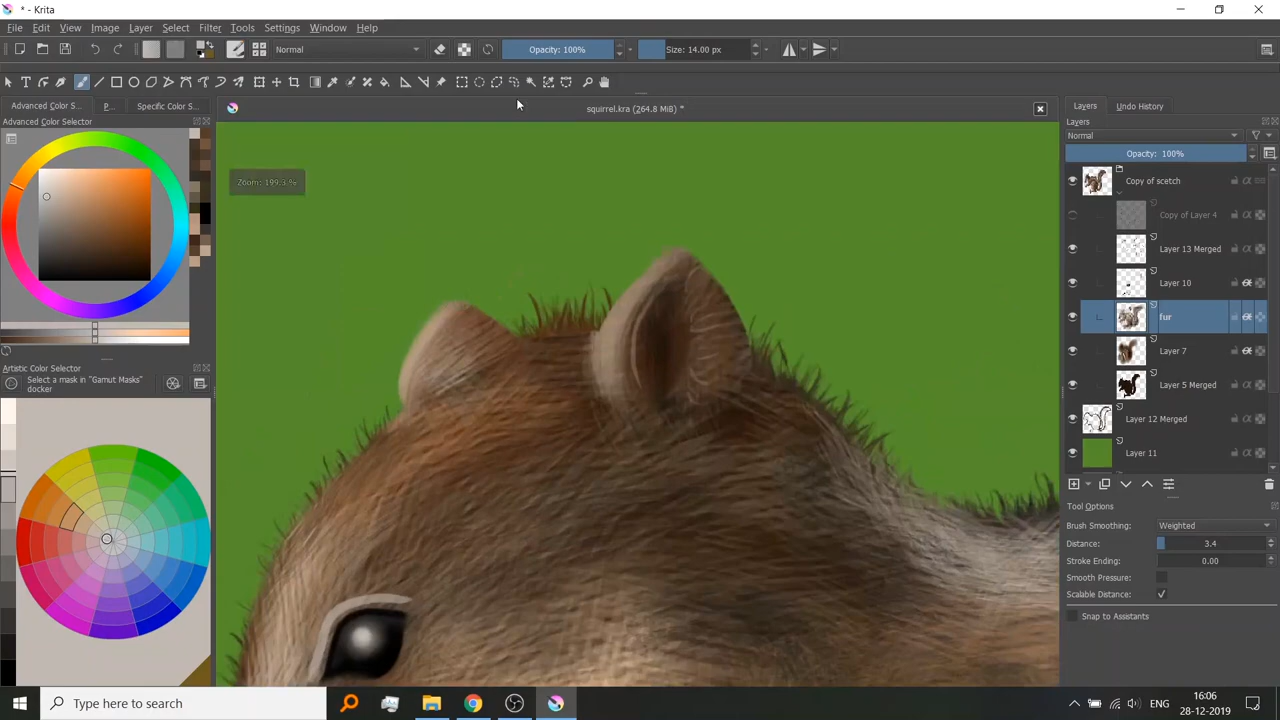 * - Krita
File Edit View Image Layer Select Filter Tools Settings Window Help
Normal Opacity: 100% Size: 14.00 px
Advanced Color S... P... Specific Color S...
Advanced Color Selector
squirrel.kra (264.8 MiB) *
Zoom: 199.3 %
Artistic Color Selector
Select a mask in "Gamut Masks" docker
Layers Undo History
Layers
Normal
Opacity: 100%
Copy of scetch
Copy of Layer 4
Layer 13 Merged
Layer 10
fur
Layer 7
Layer 5 Merged
Layer 12 Merged
Layer 11
Tool Options
Brush Smoothing: Weighted
Distance: 3.4
Stroke Ending: 0.00
Smooth Pressure:
Scalable Distance:
Snap to Assistants
Type here to search
ENG
16:06
28-12-2019